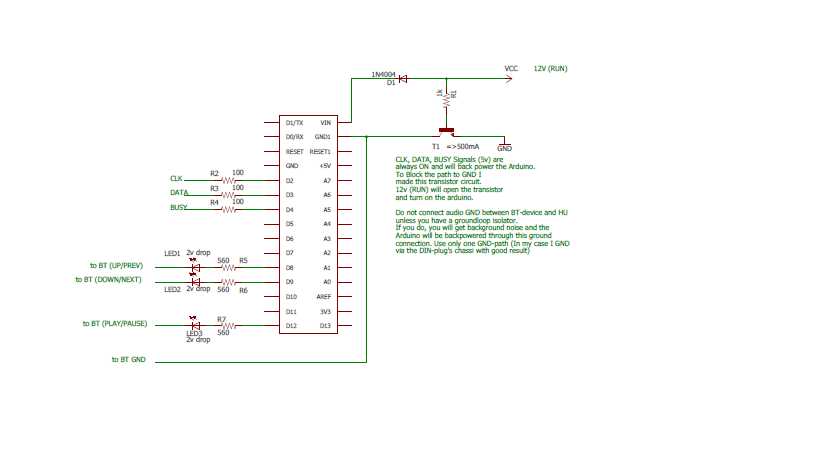 VCC 12V (RUN)
1N4004
D1
1k
R1
D1/TX VIN
D0/RX GND1
T1 =>500mA
GND
RESET RESET1
GND +5V
CLK R2 100 D2 A7
DATA R3 100 D3 A6
BUSY R4 100 D4 A5
D5 A4
D6 A3
D7 A2
CLK, DATA, BUSY Signals (5v) are
always ON and will back power the Arduino.
To Block the path to GND I
made this transistor circuit.
12v (RUN) will open the transistor
and turn on the arduino.
Do not connect audio GND between BT-device and HU
unless you have a groundloop isolator.
If you do, you will get background noise and the
Arduino will be backpowered through this ground
connection. Use only one GND-path (In my case I GND
via the DIN-plug's chassi with good result)
LED1 2v drop
to BT (UP/PREV) 560 R5 D8 A1
to BT (DOWN/NEXT) D9 A0
LED2 2v drop 560 R6
D10 AREF
D11 3V3
R7
to BT (PLAY/PAUSE) D12 D13
LED3 560
2v drop
to BT GND